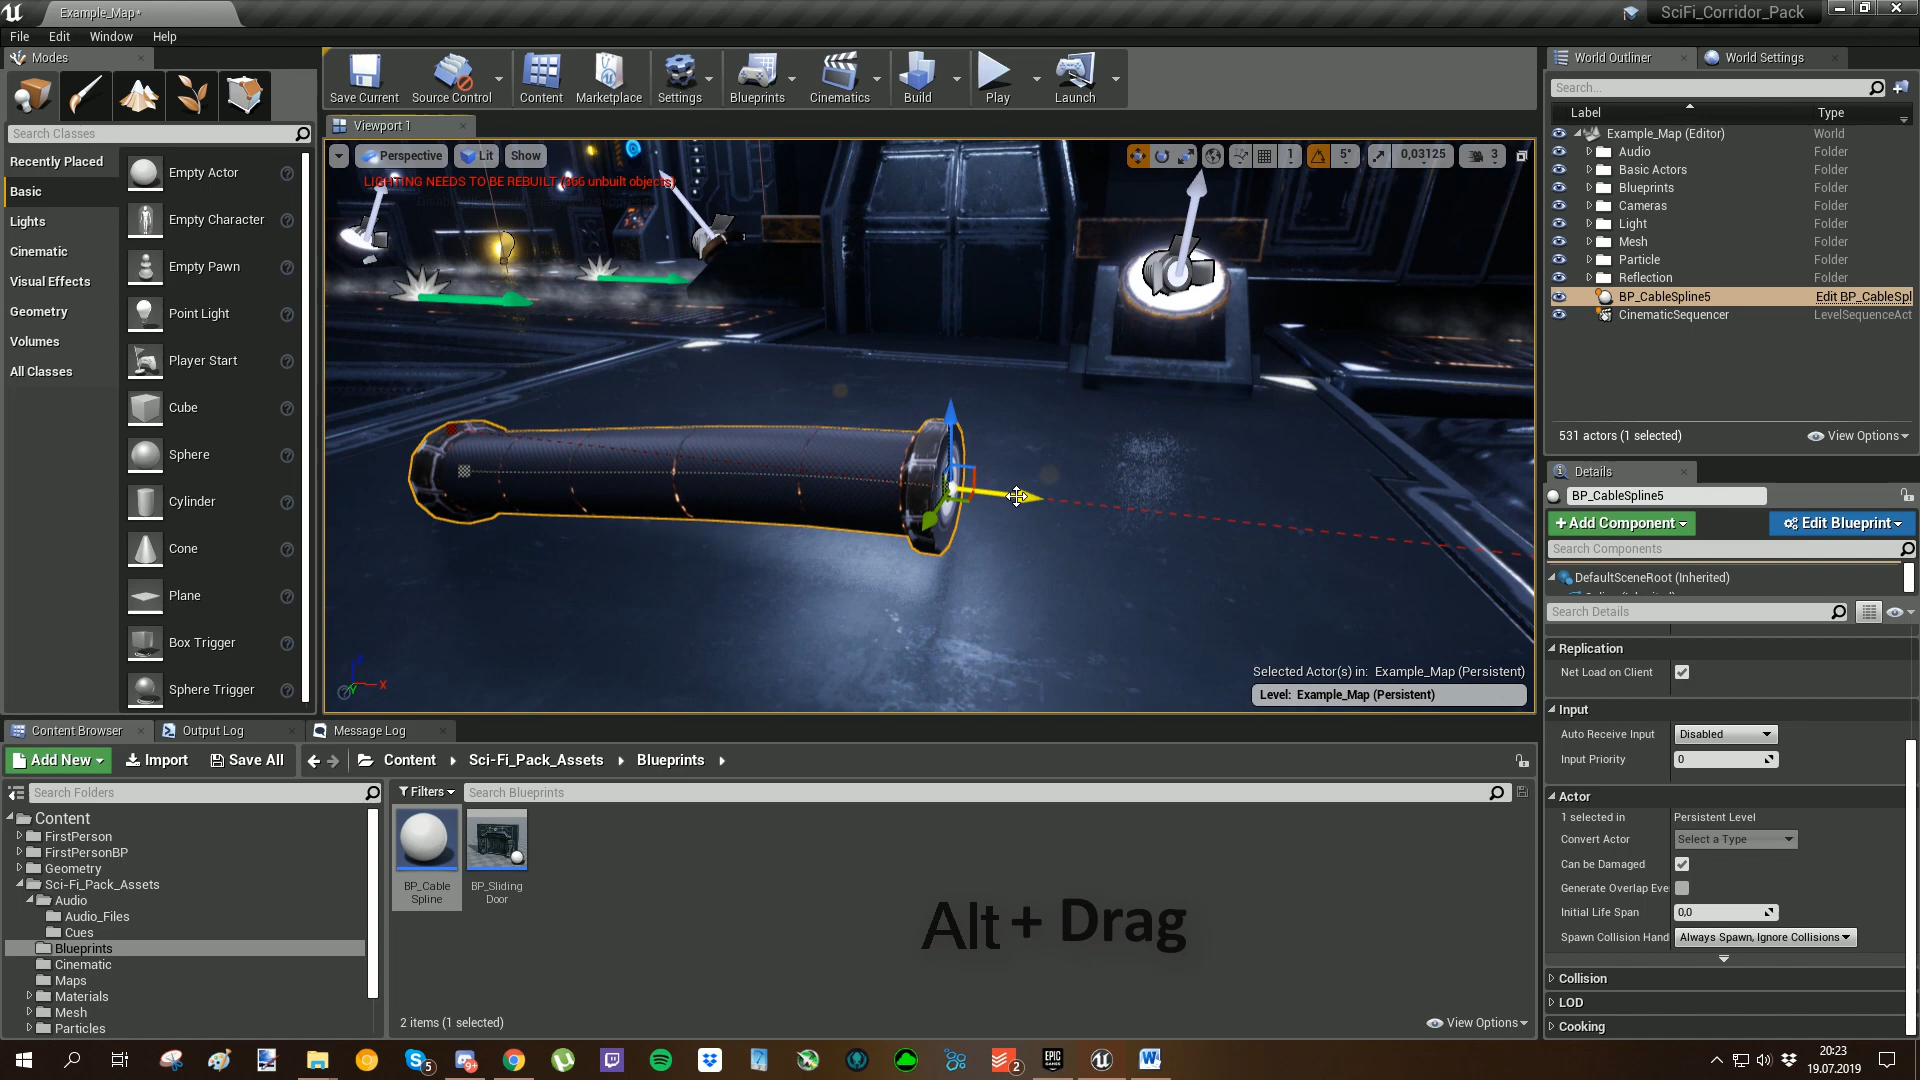 Example_Map*
SciFi_Corridor_Pack
File Edit Window Help
Modes
Search Classes
Recently Placed
Basic
Lights
Cinematic
Visual Effects
Geometry
Volumes
All Classes
Empty Actor
Empty Character
Empty Pawn
Point Light
Player Start
Cube
Sphere
Cylinder
Cone
Plane
Box Trigger
Sphere Trigger
Save Current
Source Control
Content
Marketplace
Settings
Blueprints
Cinematics
Build
Play
Launch
Viewport 1
Perspective Lit Show
1 5° 0,03125 3
LIGHTING NEEDS TO BE REBUILT (366 unbuilt objects)
X
Selected Actor(s) in: Example_Map (Persistent)
Level: Example_Map (Persistent)
World Outliner
World Settings
Search...
Label Type
Example_Map (Editor) World
Audio Folder
Basic Actors Folder
Blueprints Folder
Cameras Folder
Light Folder
Mesh Folder
Particle Folder
Reflection Folder
BP_CableSpline5 Edit BP_CableSpl
CinematicSequencer LevelSequenceAct
531 actors (1 selected)
View Options
Details
BP_CableSpline5
+ Add Component
Edit Blueprint
Search Components
DefaultSceneRoot (Inherited)
Search Details
Replication
Net Load on Client
Input
Auto Receive Input Disabled
Input Priority 0
Actor
1 selected in Persistent Level
Convert Actor Select a Type
Can be Damaged
Generate Overlap Eve
Initial Life Span 0,0
Spawn Collision Hand Always Spawn, Ignore Collisions
Collision
LOD
Cooking
Content Browser
Output Log
Message Log
Add New Import Save All
Content Sci-Fi_Pack_Assets Blueprints
Search Folders
Filters Search Blueprints
Content
FirstPerson
FirstPersonBP
Geometry
Sci-Fi_Pack_Assets
Audio
Audio_Files
Cues
Blueprints
Cinematic
Maps
Materials
Mesh
Particles
BP_Cable
Spline
BP_Sliding
Door
Alt + Drag
2 items (1 selected)
View Options
5
9+
2
EPIC
GAMES
20:23
19.07.2019